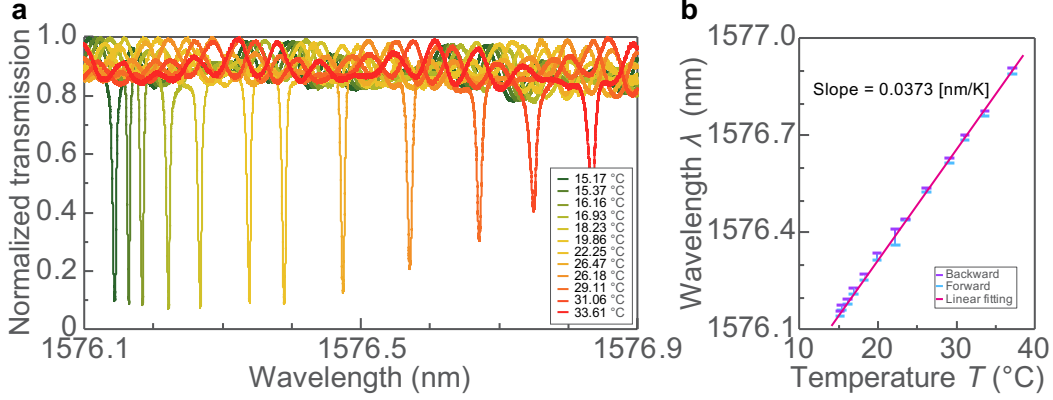 a
Normalized transmission
1.0
0.8
0.6
0.4
0.2
0
1576.1
1576.5
1576.9
Wavelength (nm)
15.17 °C
15.37 °C
16.16 °C
16.93 °C
18.23 °C
19.86 °C
22.25 °C
26.47 °C
26.18 °C
29.11 °C
31.06 °C
33.61 °C
b
Wavelength λ (nm)
1577.0
1576.7
1576.4
1576.1
Slope = 0.0373 [nm/K]
Backward
Forward
Linear fitting
10
20
30
40
Temperature T (°C)